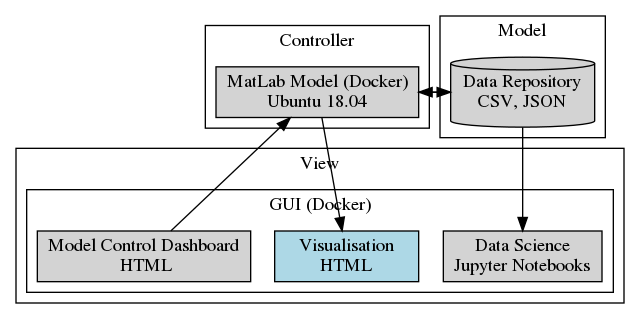 Controller
MatLab Model (Docker)
Ubuntu 18.04
Model
Data Repository
CSV, JSON
View
GUI (Docker)
Model Control Dashboard
HTML
Visualisation
HTML
Data Science
Jupyter Notebooks